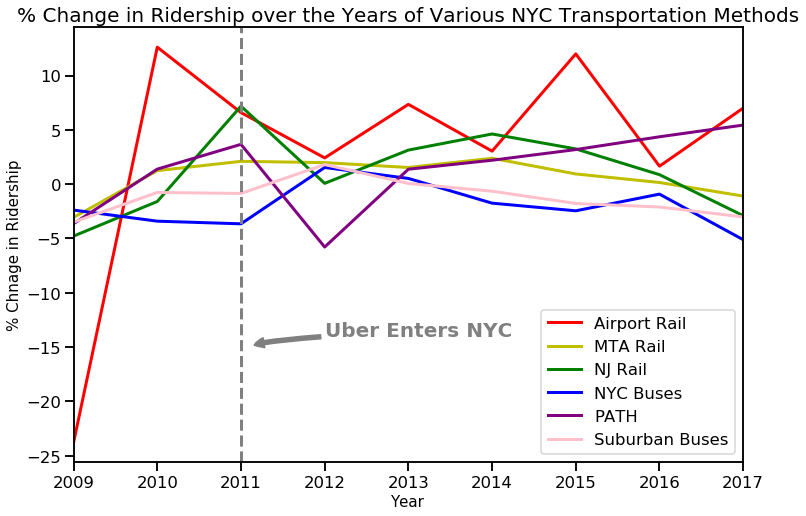 % Change in Ridership over the Years of Various NYC Transportation Methods
% Chnage in Ridership
10
5
0
−5
−10
−15
−20
−25
Uber Enters NYC
Airport Rail
MTA Rail
NJ Rail
NYC Buses
PATH
Suburban Buses
2009 2010 2011 2012 2013 2014 2015 2016 2017
Year